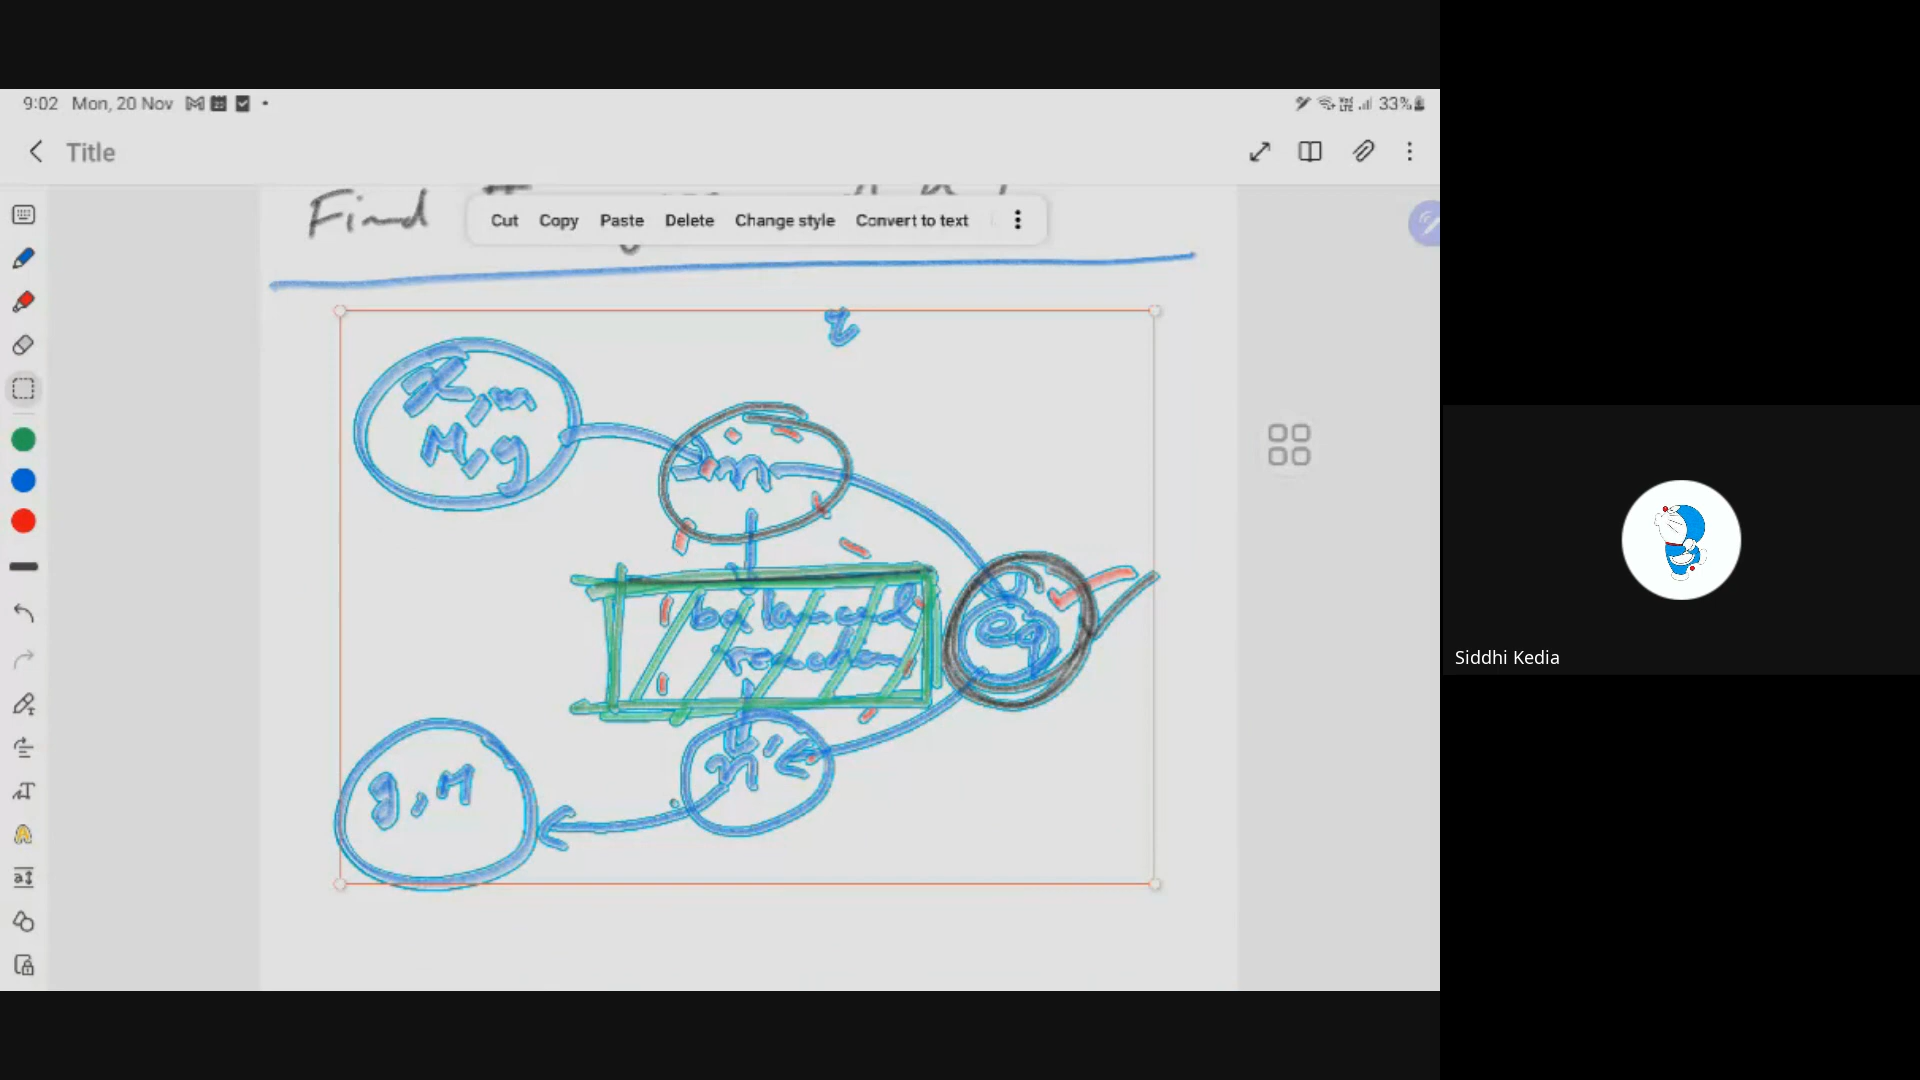 9:02 Mon, 20 Nov
33%
Title
Find
Cut Copy Paste Delete Change style Convert to text
M, g
n
balanced
eq
reaction
n'
g, M
Siddhi Kedia